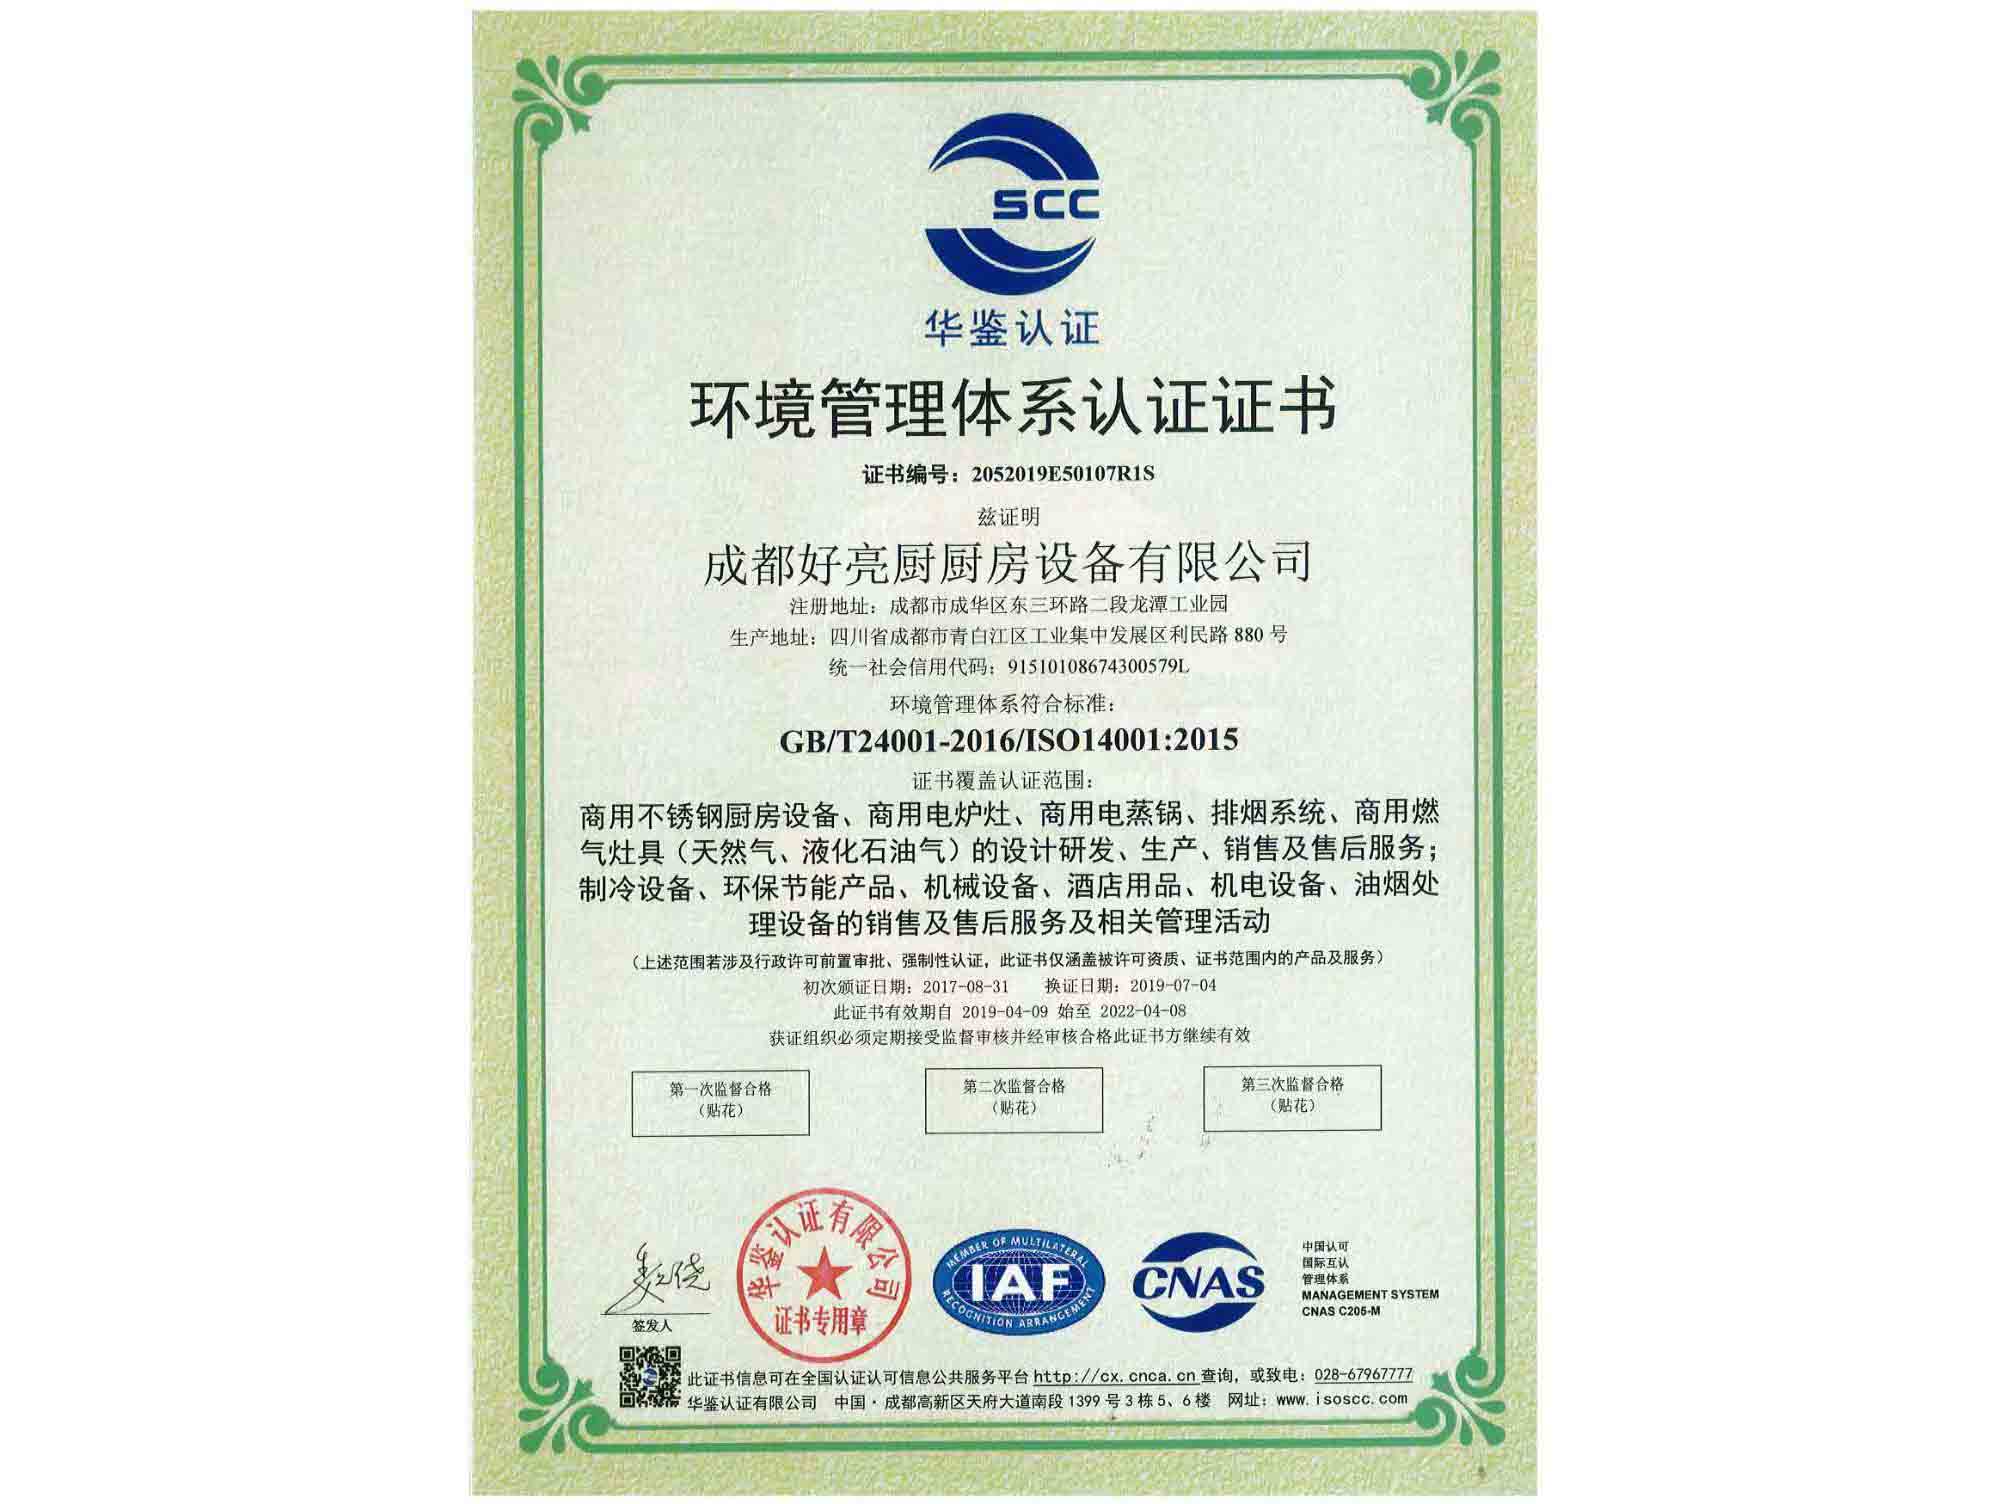 SCC
华鉴认证
环境管理体系认证证书
证书编号：2052019E50107R1S
兹证明
成都好亮厨厨房设备有限公司
注册地址：成都市成华区东三环路二段龙潭工业园
生产地址：四川省成都市青白江区工业集中发展区利民路 880 号
统一社会信用代码：91510108674300579L
环境管理体系符合标准：
GB/T24001-2016/ISO14001:2015
证书覆盖认证范围：
商用不锈钢厨房设备、商用电炉灶、商用电蒸锅、排烟系统、商用燃
气灶具（天然气、液化石油气）的设计研发、生产、销售及售后服务；
制冷设备、环保节能产品、机械设备、酒店用品、机电设备、油烟处
理设备的销售及售后服务及相关管理活动
（上述范围若涉及行政许可前置审批、强制性认证，此证书仅涵盖被许可资质、证书范围内的产品及服务）
初次颁证日期：2017-08-31 换证日期：2019-07-04
此证书有效期自 2019-04-09 始至 2022-04-08
获证组织必须定期接受监督审核并经审核合格此证书方继续有效
第一次监督合格
（贴花）
第二次监督合格
（贴花）
第三次监督合格
（贴花）
签发人
华鉴认证有限公司
证书专用章
MEMBER OF MULTILATERAL
IAF
RECOGNITION ARRANGEMENT
CNAS
中国认可
国际互认
管理体系
MANAGEMENT SYSTEM
CNAS C205-M
此证书信息可在全国认证认可信息公共服务平台 http://cx.cnca.cn 查询，或致电：028-67967777
华鉴认证有限公司 中国·成都高新区天府大道南段 1399 号 3 栋 5、6 楼 网址：www.isoscc.com